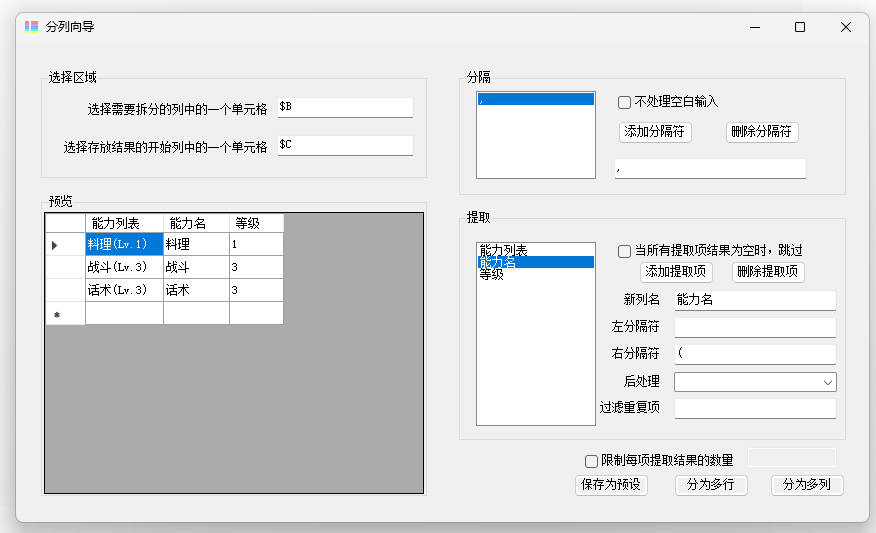 分列向导
选择区域
选择需要拆分的列中的一个单元格 $B
选择存放结果的开始列中的一个单元格 $C
预览
能力列表 能力名 等级
料理(Lv.1) 料理 1
战斗(Lv.3) 战斗 3
话术(Lv.3) 话术 3
分隔
,
不处理空白输入
添加分隔符 删除分隔符
,
提取
能力列表
能力名
等级
当所有提取项结果为空时，跳过
添加提取项 删除提取项
新列名 能力名
左分隔符
右分隔符 (
后处理
过滤重复项
限制每项提取结果的数量
保存为预设 分为多行 分为多列